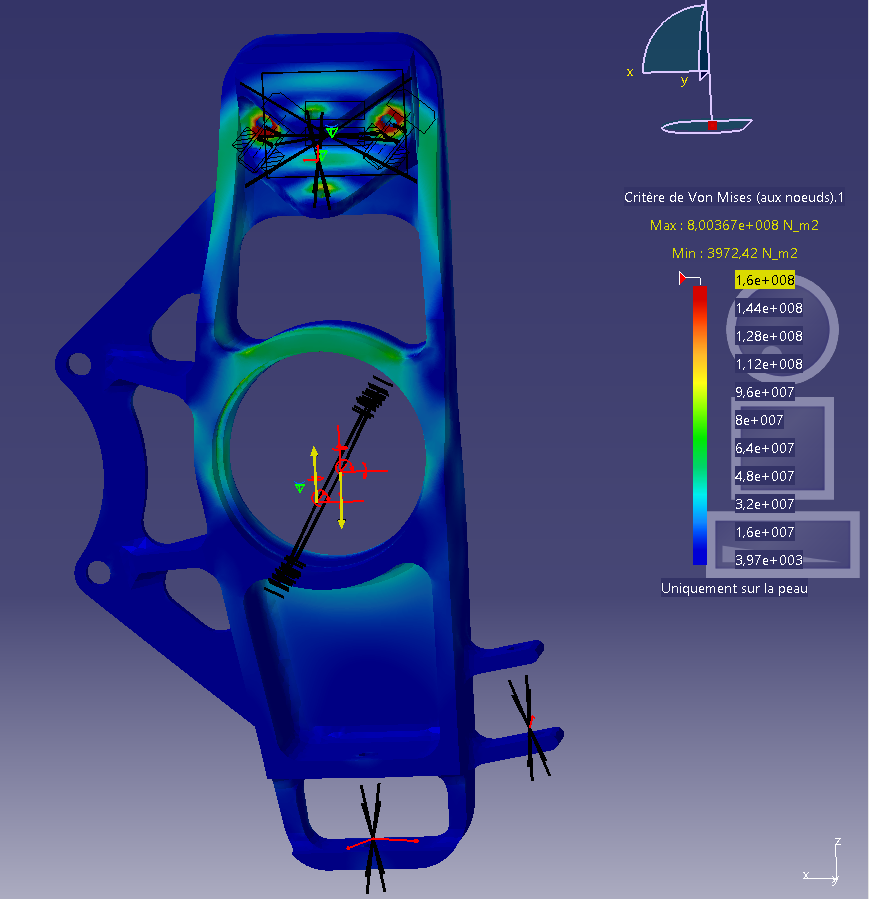 x
y
Critère de Von Mises (aux noeuds).1
Max : 8,00367e+008 N_m2
Min : 3972,42 N_m2
1,6e+008
1,44e+008
1,28e+008
1,12e+008
9,6e+007
8e+007
6,4e+007
4,8e+007
3,2e+007
1,6e+007
3,97e+003
Uniquement sur la peau
z
x
y